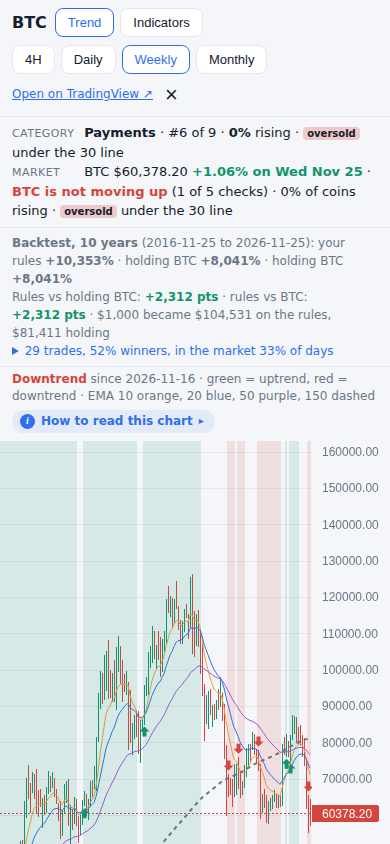 BTC Trend Indicators
4H Daily Weekly Monthly
Open on TradingView ↗ ✕
CATEGORY Payments · #6 of 9 · 0% rising · oversold
under the 30 line
MARKET BTC $60,378.20 +1.06% on Wed Nov 25 ·
BTC is not moving up (1 of 5 checks) · 0% of coins
rising · oversold under the 30 line
Backtest, 10 years (2016-11-25 to 2026-11-25): your
rules +10,353% · holding BTC +8,041% · holding BTC
+8,041%
Rules vs holding BTC: +2,312 pts · rules vs BTC:
+2,312 pts · $1,000 became $104,531 on the rules,
$81,411 holding
▶ 29 trades, 52% winners, in the market 33% of days
Downtrend since 2026-11-16 · green = uptrend, red =
downtrend · EMA 10 orange, 20 blue, 50 purple, 150 dashed
i How to read this chart ▸
160000.00
150000.00
140000.00
130000.00
120000.00
110000.00
100000.00
90000.00
80000.00
70000.00
60378.20